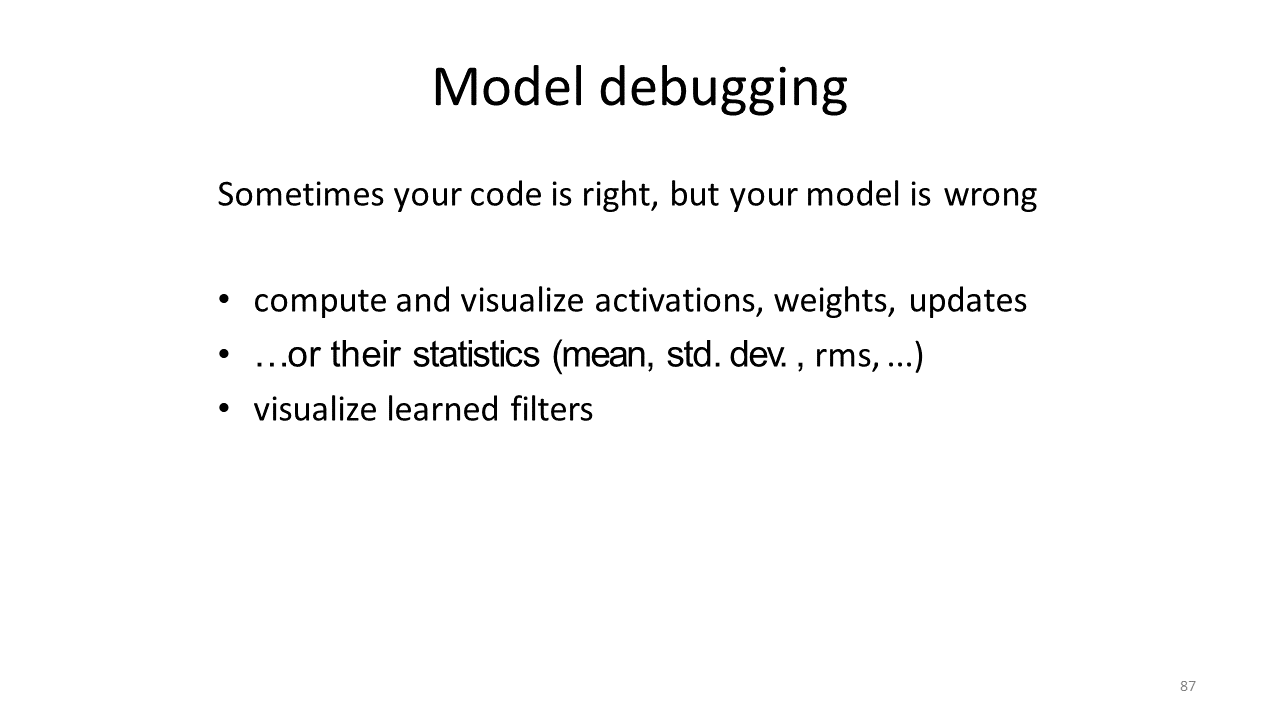 Model debugging
Sometimes your code is right, but your model is wrong
• compute and visualize activations, weights, updates
• …or their statistics (mean, std. dev. , rms, ...)
• visualize learned filters
87